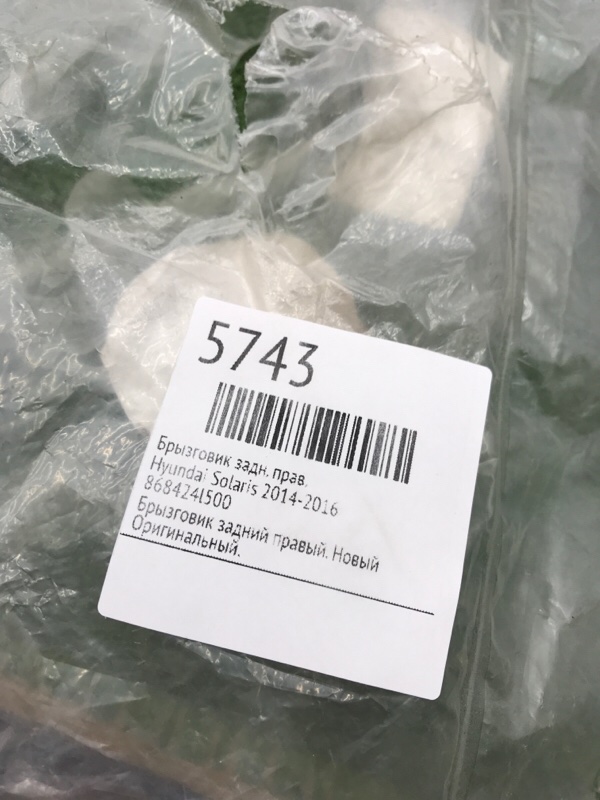 5743
Брызговик задн. прав.
Hyundai Solaris 2014-2016
868424l500
Брызговик задний правый. Новый
Оригинальный.